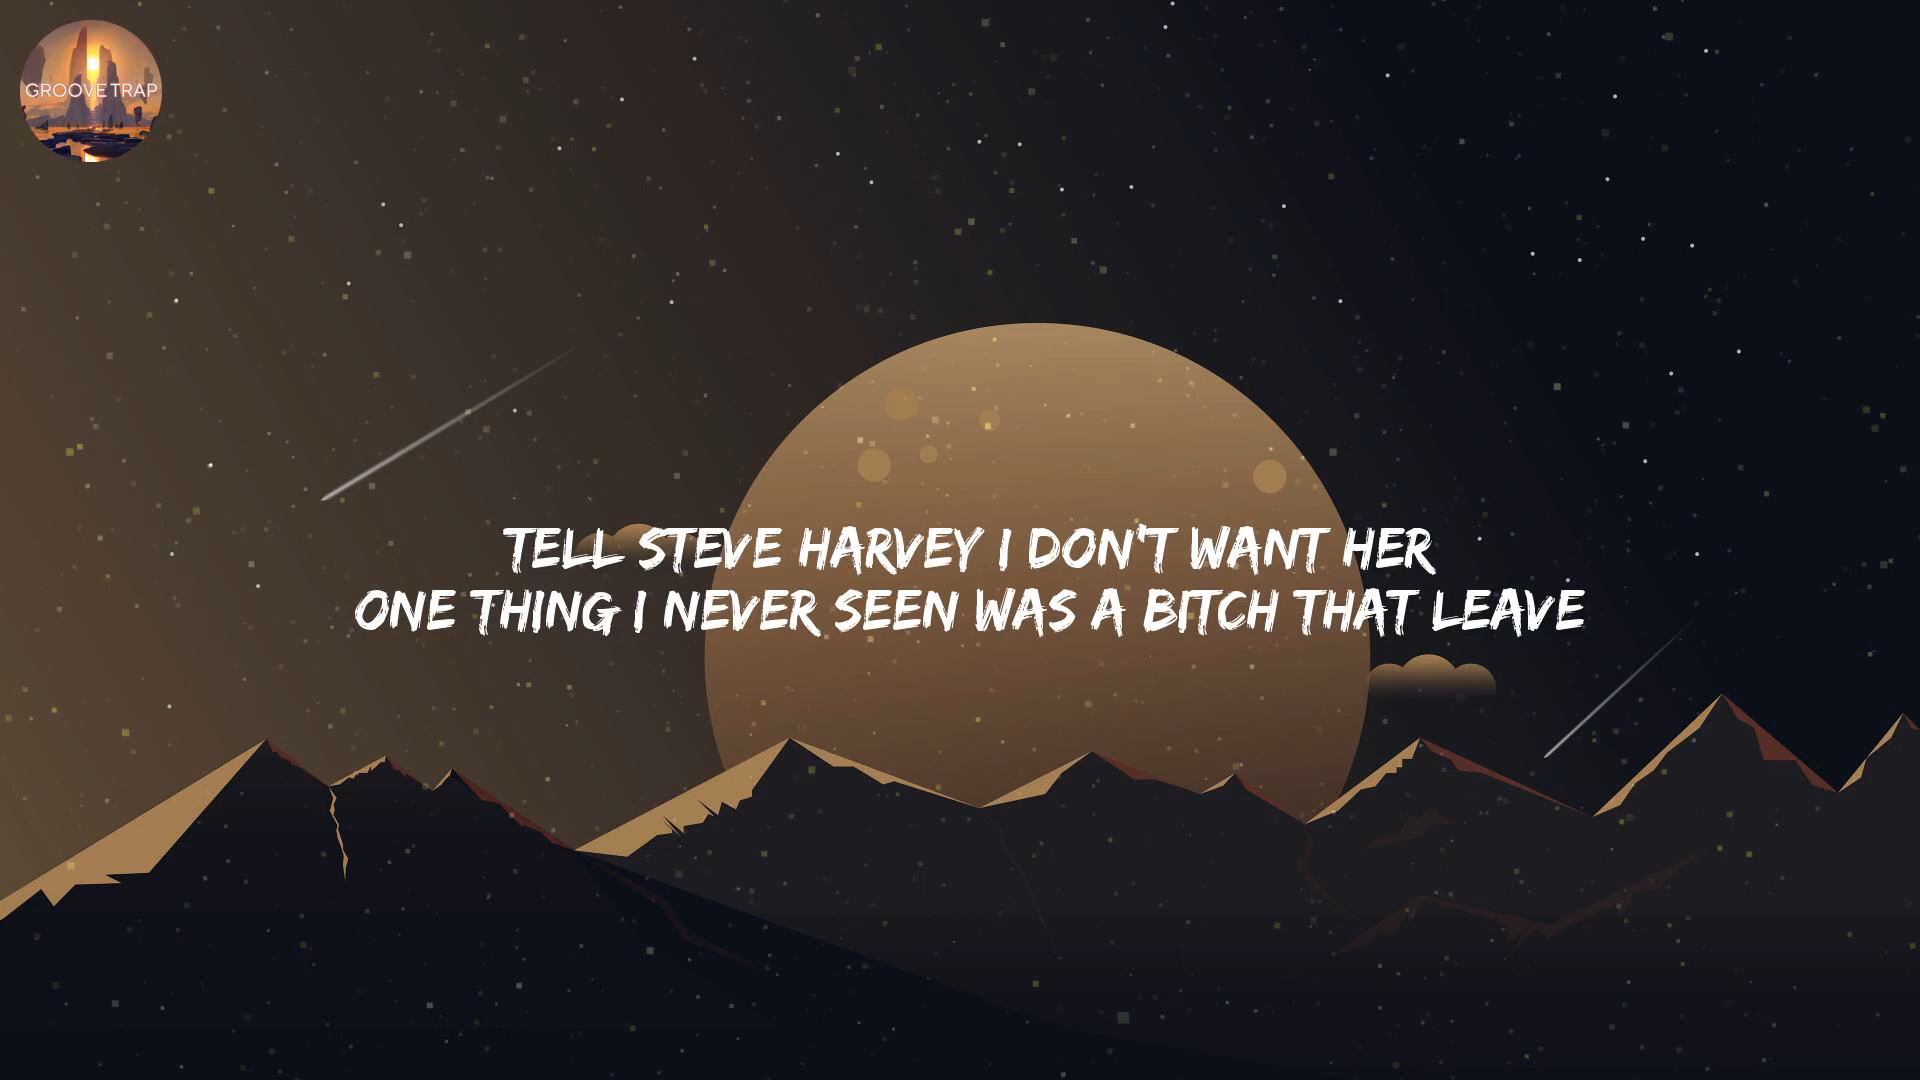 GROOVE TRAP
TELL STEVE HARVEY I DON'T WANT HER
ONE THING I NEVER SEEN WAS A BITCH THAT LEAVE